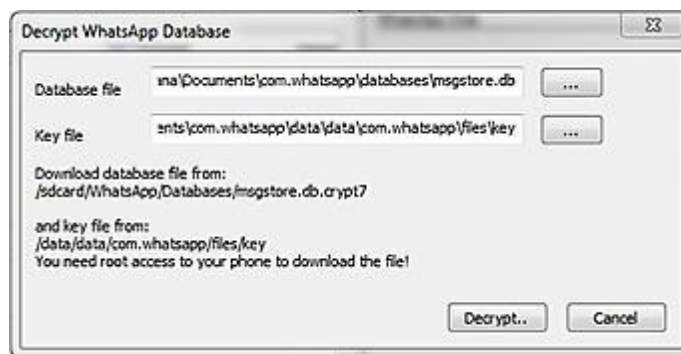 Decrypt WhatsApp Database
Database file
ına\Documents\com.whatsapp\databases\msgstore.db
...
Key file
ents\com.whatsapp\data\data\com.whatsapp\files\key
...
Download database file from:
/sdcard/WhatsApp/Databases/msgstore.db.crypt7
and key file from:
/data/data/com.whatsapp/files/key
You need root access to your phone to download the file!
Decrypt..
Cancel